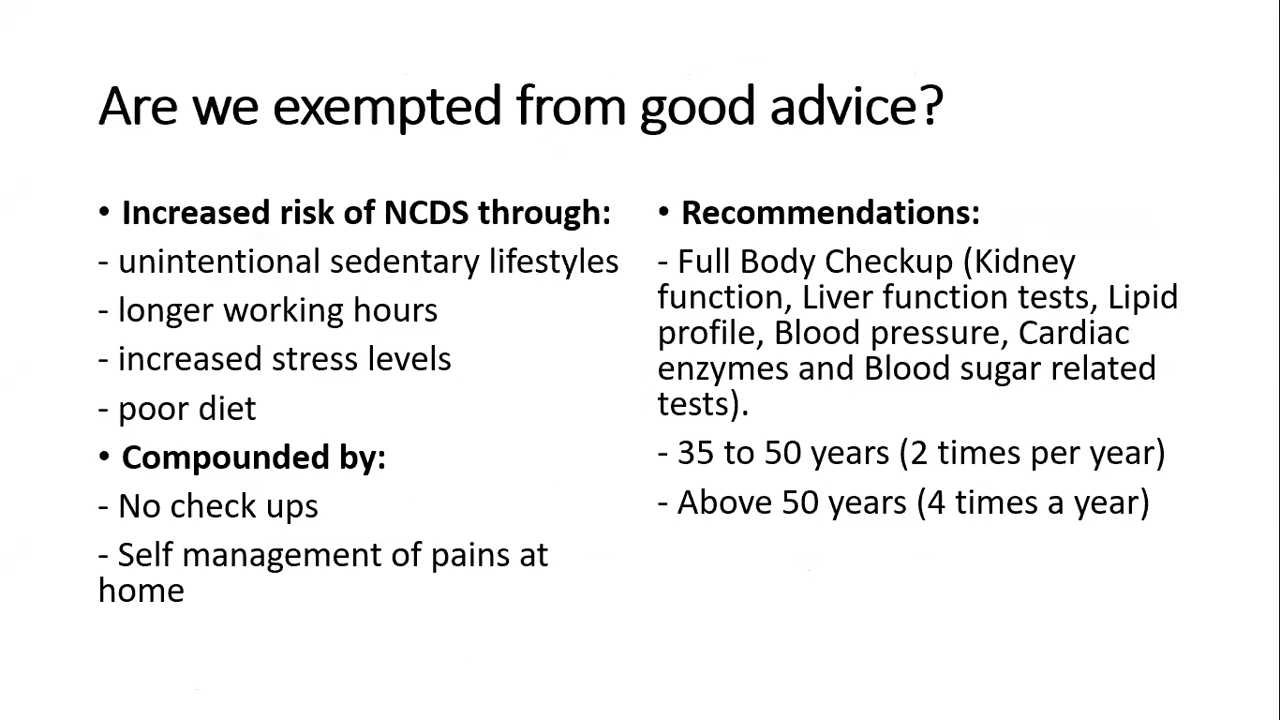 Are we exempted from good advice?
• Increased risk of NCDS through:
- unintentional sedentary lifestyles
- longer working hours
- increased stress levels
- poor diet
• Compounded by:
- No check ups
- Self management of pains at
home
• Recommendations:
- Full Body Checkup (Kidney
function, Liver function tests, Lipid
profile, Blood pressure, Cardiac
enzymes and Blood sugar related
tests).
- 35 to 50 years (2 times per year)
- Above 50 years (4 times a year)